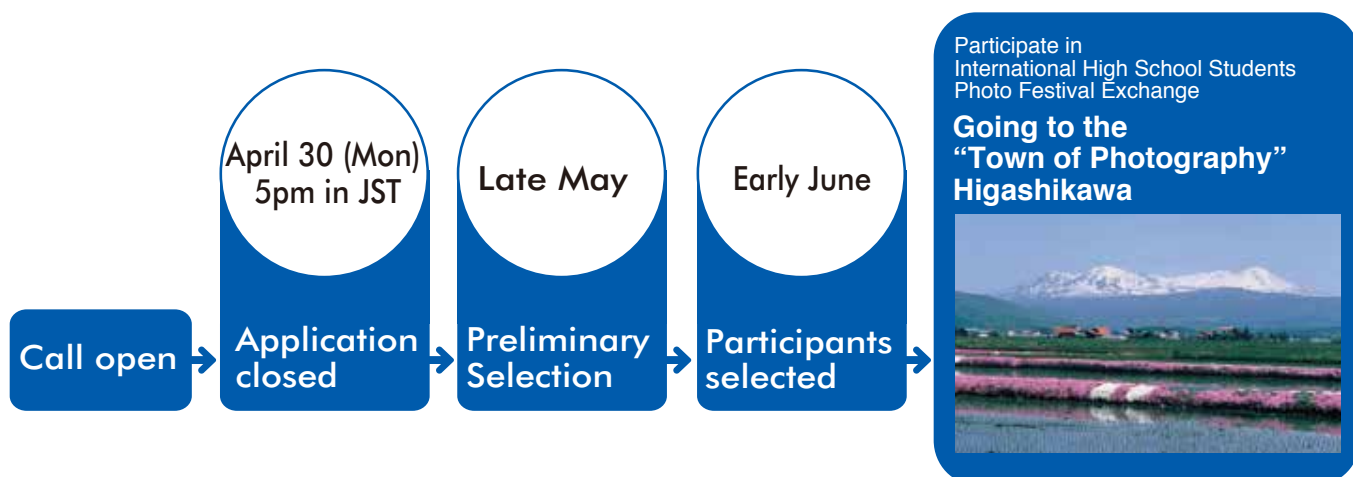 Call open
April 30 (Mon)
5pm in JST
Application
closed
Late May
Preliminary
Selection
Early June
Participants
selected
Participate in
International High School Students
Photo Festival Exchange
Going to the
“Town of Photography”
Higashikawa